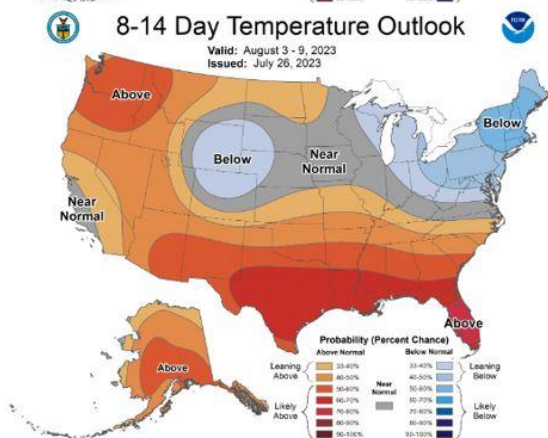 8-14 Day Temperature Outlook
Valid: August 3 - 9, 2023
Issued: July 26, 2023
Above
Below
Below
Near
Normal
Near
Normal
Above
Above
Probability (Percent Chance)
Above Normal
Below Normal
Leaning
Above
Likely
Above
33-40%
40-50%
50-60%
60-70%
70-80%
80-90%
90-100%
Near
Normal
33-40%
40-50%
50-60%
60-70%
70-80%
80-90%
90-100%
Leaning
Below
Likely
Below